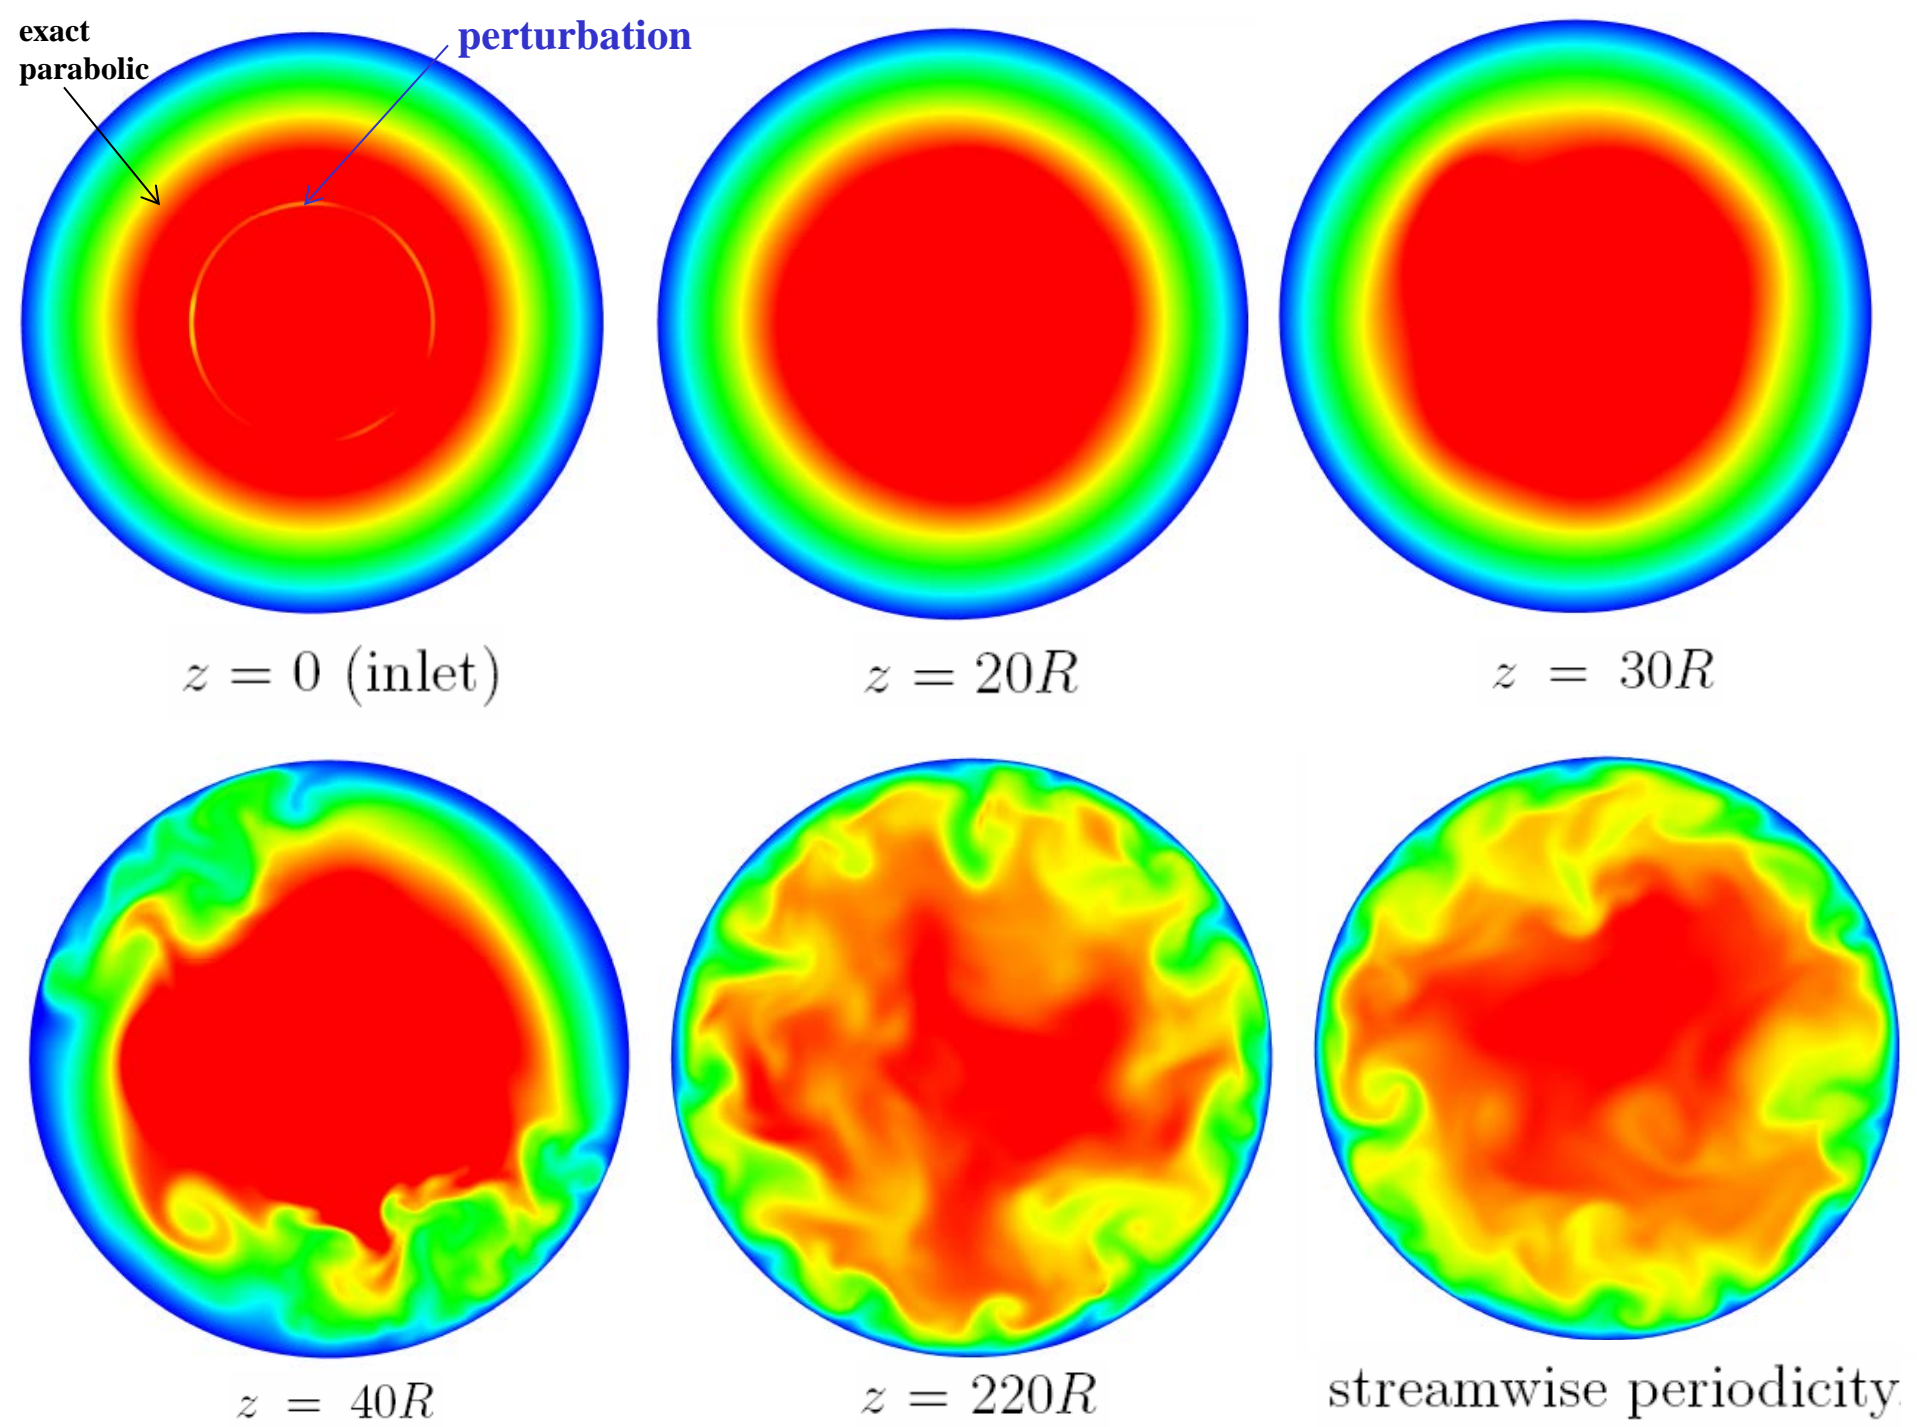 exact
parabolic
perturbation
z = 0 (inlet)
z = 20R
z = 30R
z = 40R
z = 220R
streamwise periodicity.